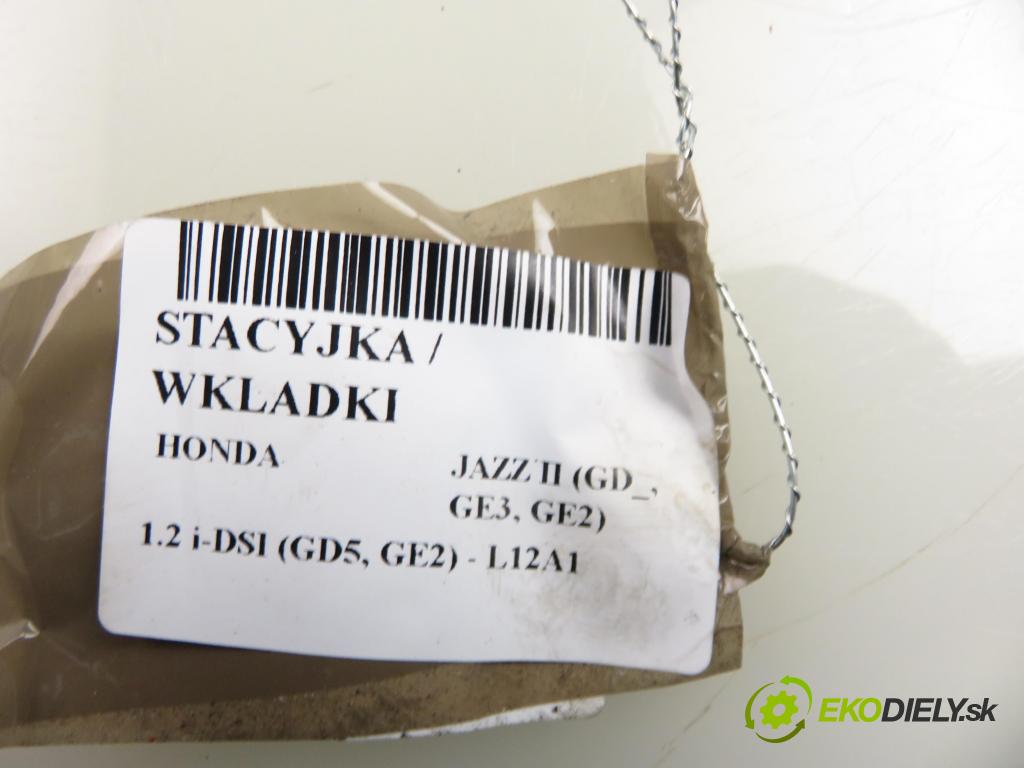 STACYJKA /
WKLADKI
HONDA JAZZ II (GD_,
GE3, GE2)
1.2 i-DSI (GD5, GE2) - L12A1
EKODIELY.sk